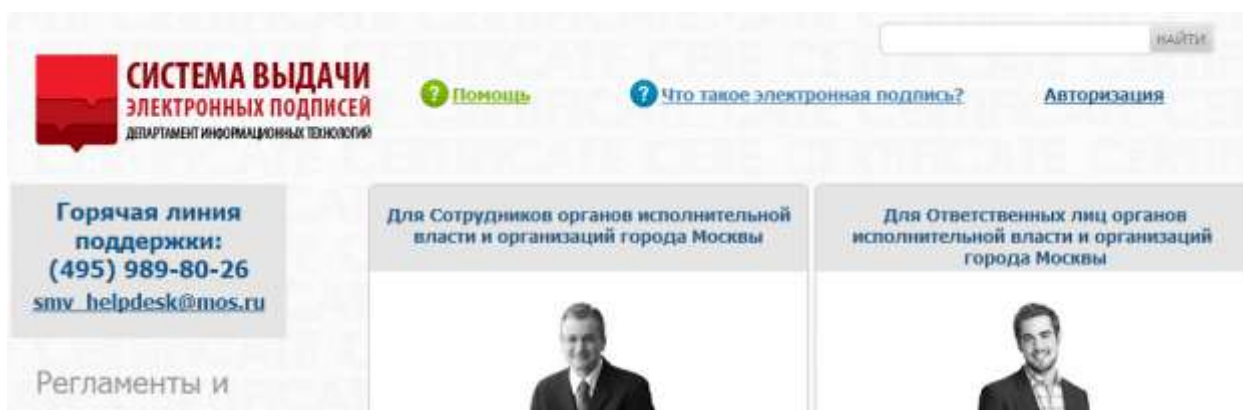 НАЙТИ
СИСТЕМА ВЫДАЧИ
ЭЛЕКТРОННЫХ ПОДПИСЕЙ
ДЕПАРТАМЕНТ ИНФОРМАЦИОННЫХ ТЕХНОЛОГИЙ
? Помощь
? Что такое электронная подпись?
Авторизация
Горячая линия
поддержки:
(495) 989-80-26
smv_helpdesk@mos.ru
Регламенты и
Для Сотрудников органов исполнительной
власти и организаций города Москвы
Для Ответственных лиц органов
исполнительной власти и организаций
города Москвы